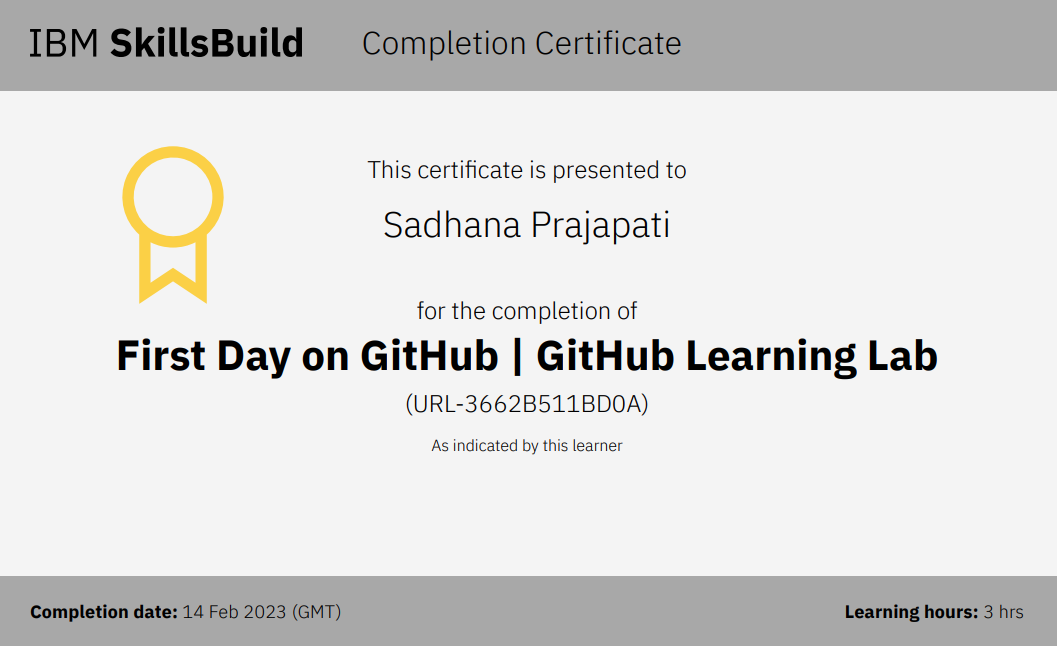 IBM SkillsBuild Completion Certificate
This certificate is presented to
Sadhana Prajapati
for the completion of
First Day on GitHub | GitHub Learning Lab
(URL-3662B511BD0A)
As indicated by this learner
Completion date: 14 Feb 2023 (GMT) Learning hours: 3 hrs